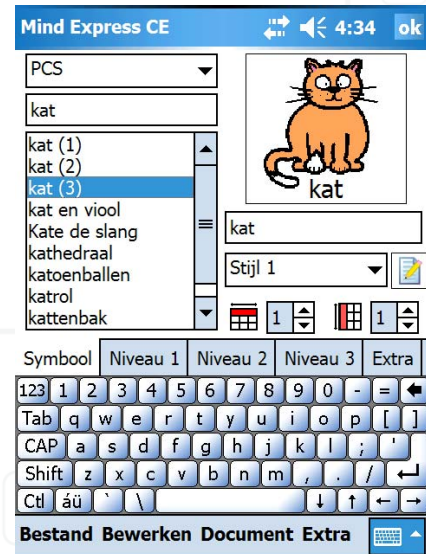 Mind Express CE 4:34 ok
PCS
kat
kat (1)
kat (2)
kat (3)
kat en viool
Kate de slang
kathedraal
katoenballen
katrol
kattenbak
kat
kat
Stijl 1
1 1
Symbool Niveau 1 Niveau 2 Niveau 3 Extra
123 1 2 3 4 5 6 7 8 9 0 - =
Tab q w e r t y u i o p [ ]
CAP a s d f g h j k l ; '
Shift z x c v b n m , . /
Ctl áü ` \
Bestand Bewerken Document Extra